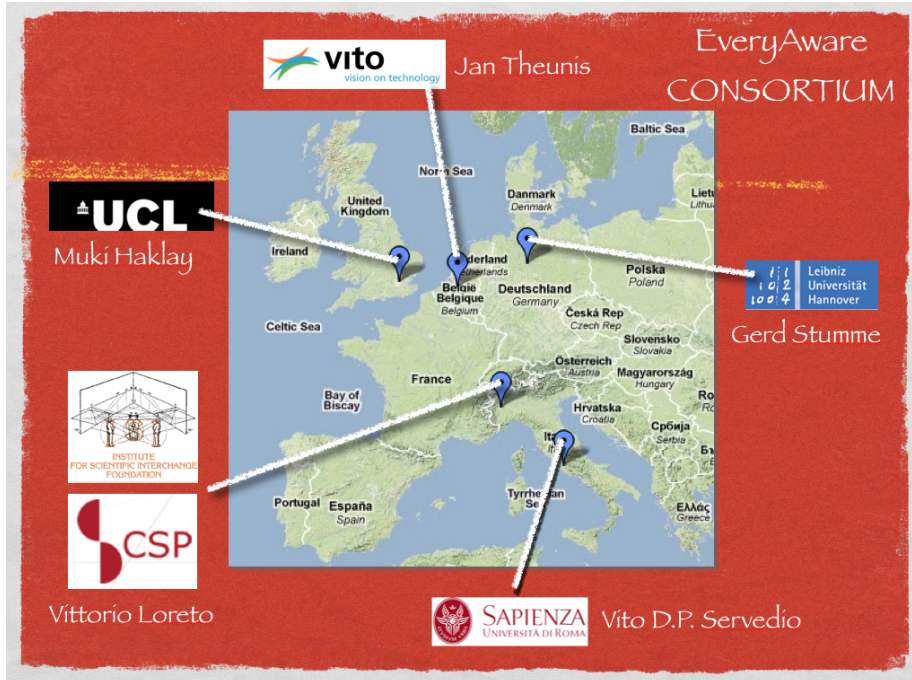 EveryAware
CONSORTIUM
vito
vision on technology
Jan Theunis
UCL
Muki Haklay
Leibniz
Universität
Hannover
Gerd Stumme
INSTITUTE
FOR SCIENTIFIC INTERCHANGE
FOUNDATION
CSP
Vittorio Loreto
SAPIENZA
UNIVERSITÀ DI ROMA
Vito D.P. Servedio
Baltic Sea
North Sea
Danmark
Denmark
United
Kingdom
Ireland
Polska
Poland
België
Belgique
Belgium
Deutschland
Germany
Celtic Sea
Česká Rep
Czech Rep
Slovensko
Slovakia
Österreich
Austria
Magyarország
Hungary
France
Bay of
Biscay
Hrvatska
Croatia
Србија
Serbia
Portugal
España
Spain
Ελλάς
Greece